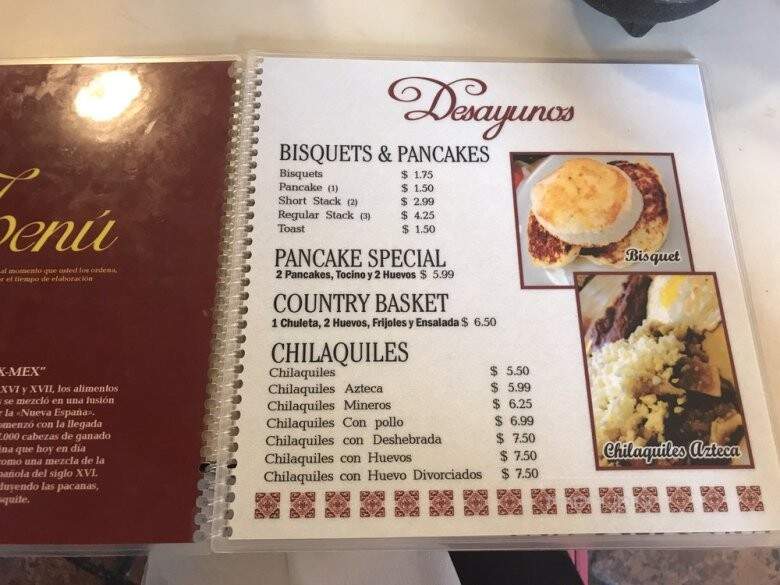 enú
al momento que usted los ordena,
r el tiempo de elaboración
X-MEX"
XVI y XVII, los alimentos
se mezcló en una fusión
r la «Nueva España».
omenzó con la llegada
.000 cabezas de ganado
ina que hoy en día
omo una mezcla de la
pañola del siglo XVI.
luyendo las pacanas,
squite.
Desayunos
BISQUETS & PANCAKES
Bisquets $ 1.75
Pancake (1) $ 1.50
Short Stack (2) $ 2.99
Regular Stack (3) $ 4.25
Toast $ 1.50
PANCAKE SPECIAL
2 Pancakes, Tocino y 2 Huevos $ 5.99
COUNTRY BASKET
1 Chuleta, 2 Huevos, Frijoles y Ensalada $ 6.50
CHILAQUILES
Chilaquiles $ 5.50
Chilaquiles Azteca $ 5.99
Chilaquiles Mineros $ 6.25
Chilaquiles Con pollo $ 6.99
Chilaquiles con Deshebrada $ 7.50
Chilaquiles con Huevos $ 7.50
Chilaquiles con Huevo Divorciados $ 7.50
Bisquet
Chilaquiles Azteca